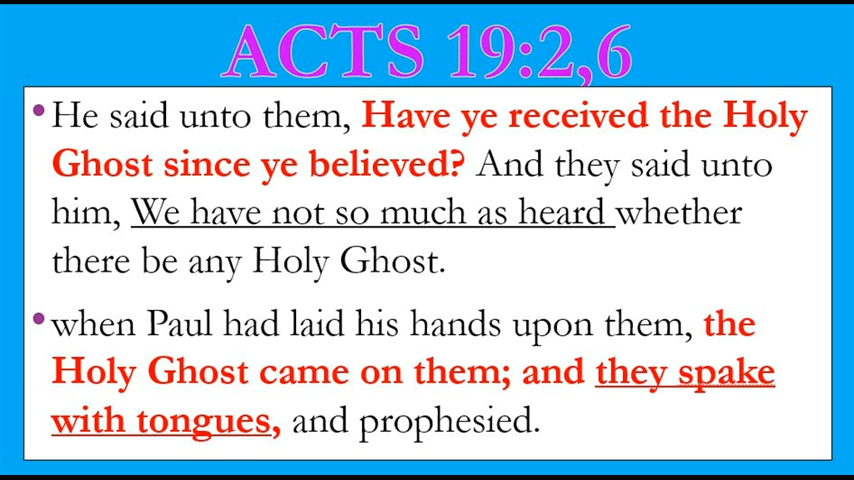 ACTS 19:2,6
•He said unto them, Have ye received the Holy
Ghost since ye believed? And they said unto
him, We have not so much as heard whether
there be any Holy Ghost.
•when Paul had laid his hands upon them, the
Holy Ghost came on them; and they spake
with tongues, and prophesied.